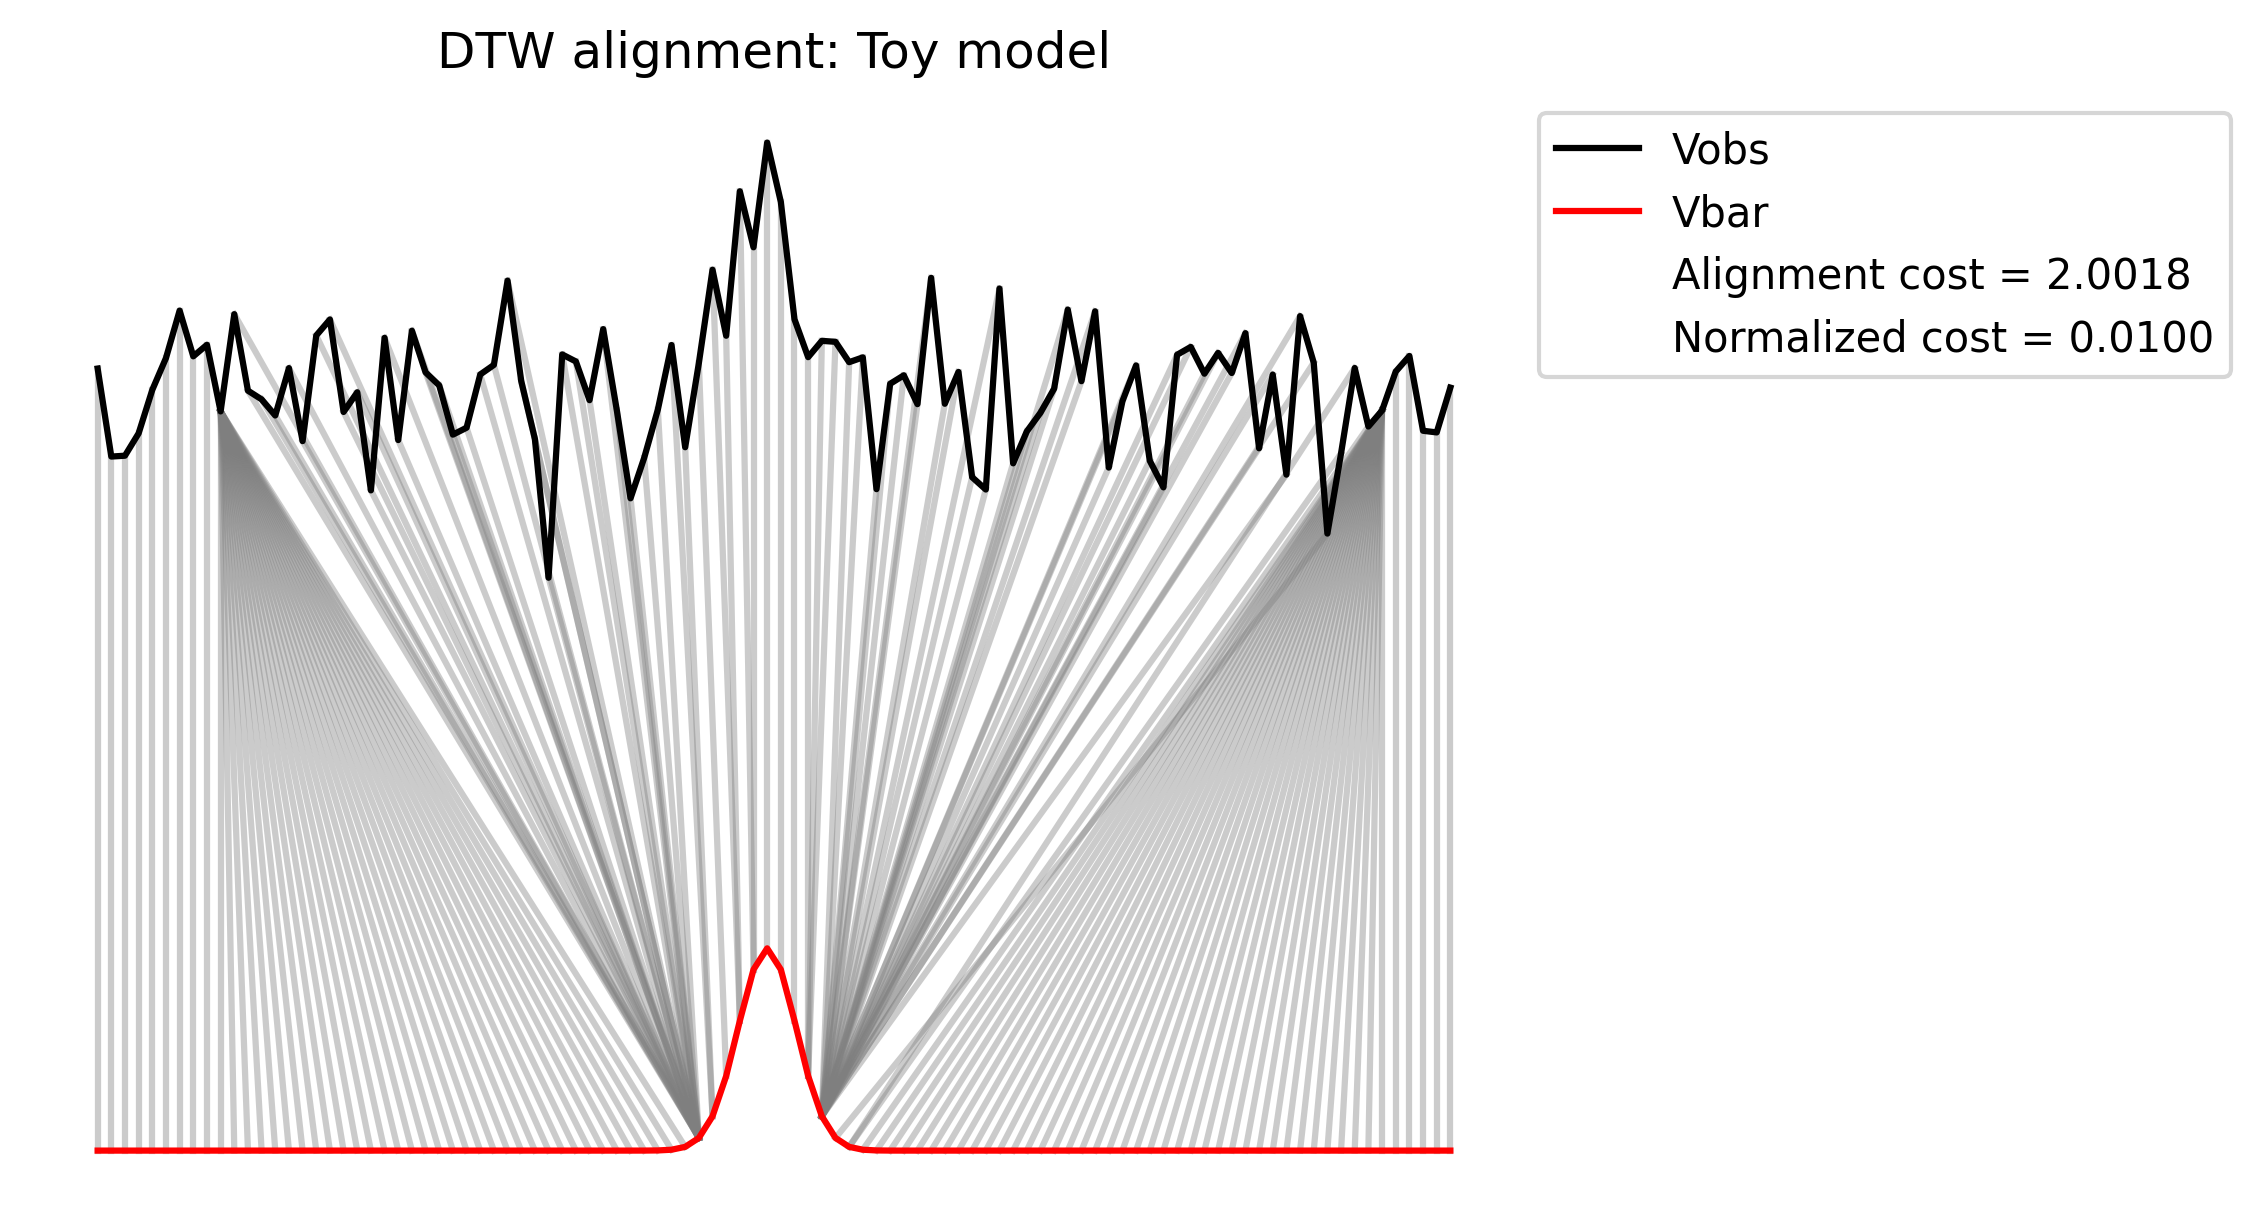 DTW alignment: Toy model
Vobs
Vbar
Alignment cost = 2.0018
Normalized cost = 0.0100